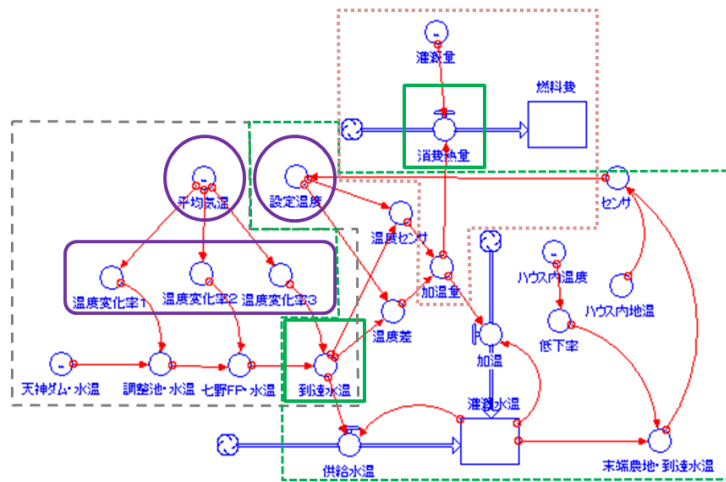 灌漑量
燃料費
消費熱量
平均気温
設定温度
センサ
温度センサ
温度変化率1
温度変化率2
温度変化率3
加温量
ハウス内温度
ハウス内地温
温度差
加温
低下率
天神ダム・水温
調整池・水温
七野FP・水温
到達水温
灌漑水温
供給水温
末端農地・到達水温